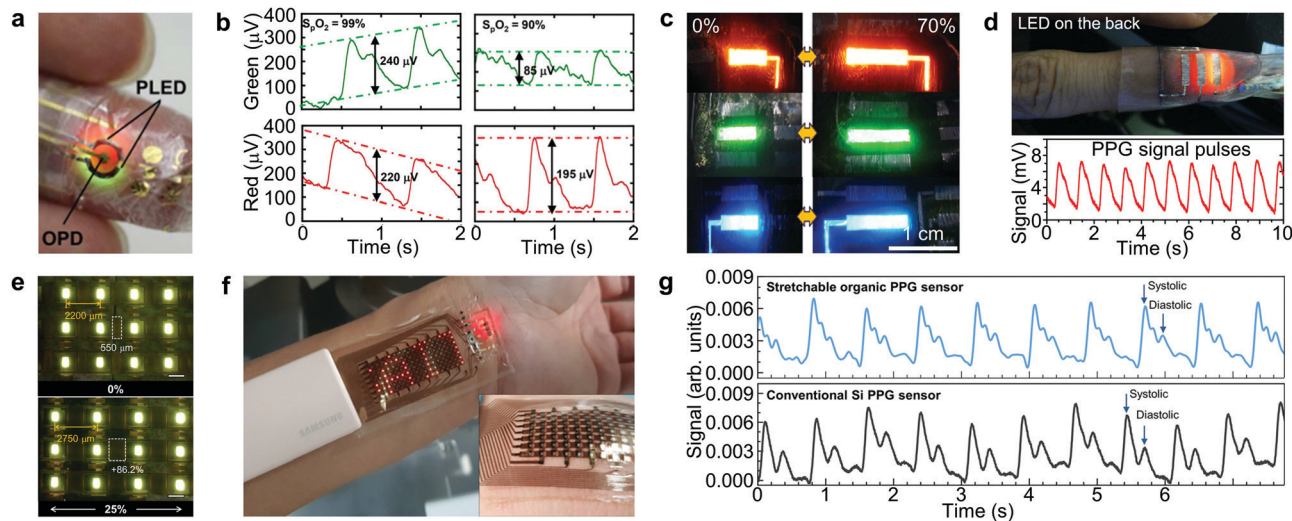 a
PLED
OPD
b
SpO2 = 99%
SpO2 = 90%
Green (µV)
400
300
200
100
0
240 µV
85 µV
Red (µV)
400
300
200
100
0
220 µV
195 µV
0 1 2
0 1 2
Time (s)
Time (s)
c
0%
70%
1 cm
d
LED on the back
PPG signal pulses
Signal (mV)
8
6
4
2
0
0 2 4 6 8 10
Time (s)
e
2200 µm
550 µm
0%
2750 µm
+86.2%
25%
f
SAMSUNG
g
Stretchable organic PPG sensor
Systolic
Diastolic
0.009
0.006
0.003
0.000
Signal (arb. units)
Conventional Si PPG sensor
Systolic
Diastolic
0.009
0.006
0.003
0.000
0 1 2 3 4 5 6
Time (s)